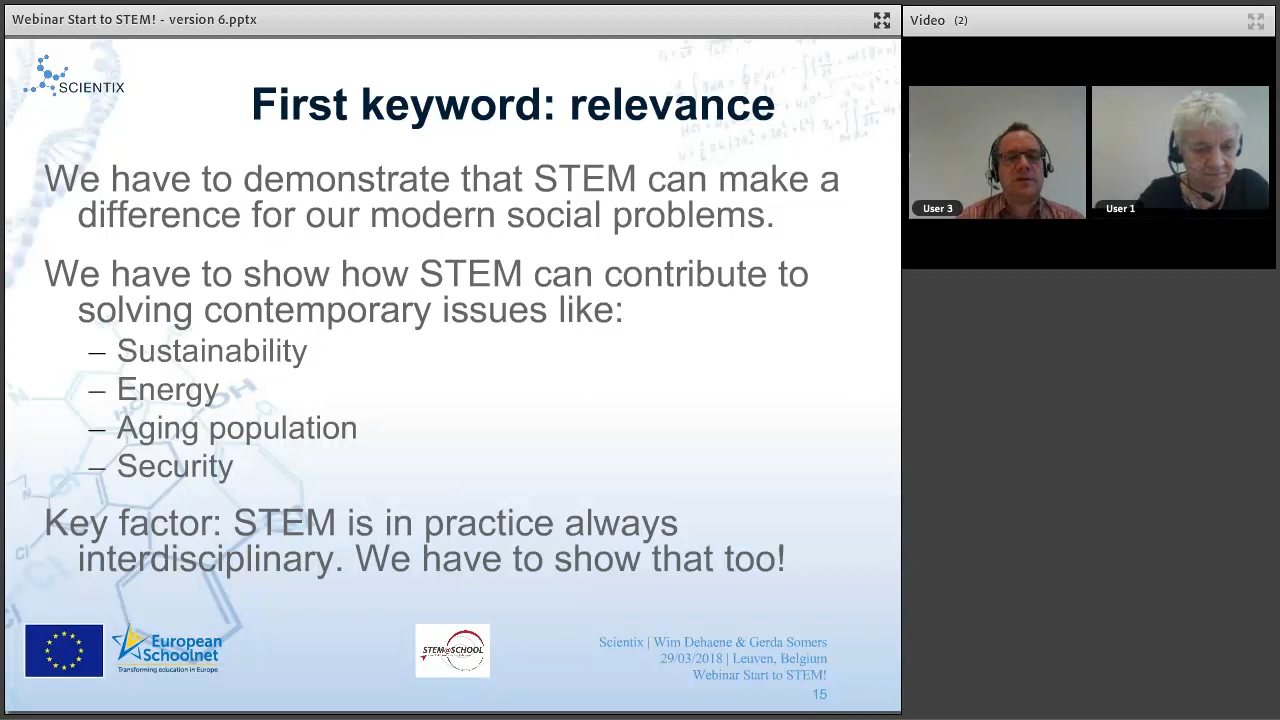 Webinar Start to STEM! - version 6.pptx
Video (2)
SCIENTIX
First keyword: relevance
We have to demonstrate that STEM can make a
difference for our modern social problems.
We have to show how STEM can contribute to
solving contemporary issues like:
– Sustainability
– Energy
– Aging population
– Security
Key factor: STEM is in practice always
interdisciplinary. We have to show that too!
User 3
User 1
European
Schoolnet
Transforming education in Europe
STEM@SCHOOL
Scientix | Wim Dehaene & Gerda Somers
29/03/2018 | Leuven, Belgium
Webinar Start to STEM!
15